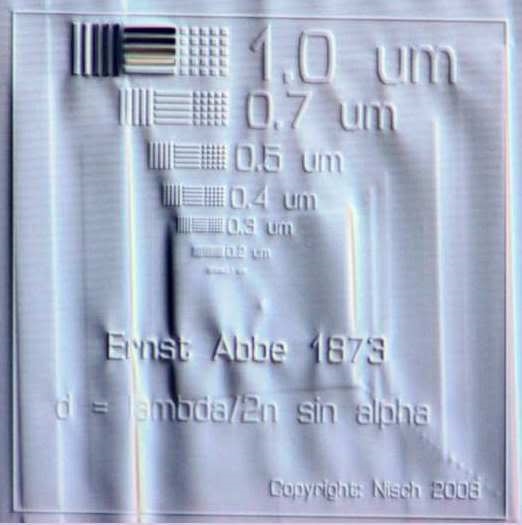 1.0 um
0.7 um
0.5 um
0.4 um
0.3 um
0.2 um
Ernst Abbe 1873
d = lambda/2n sin alpha
Copyright: Nisch 2008